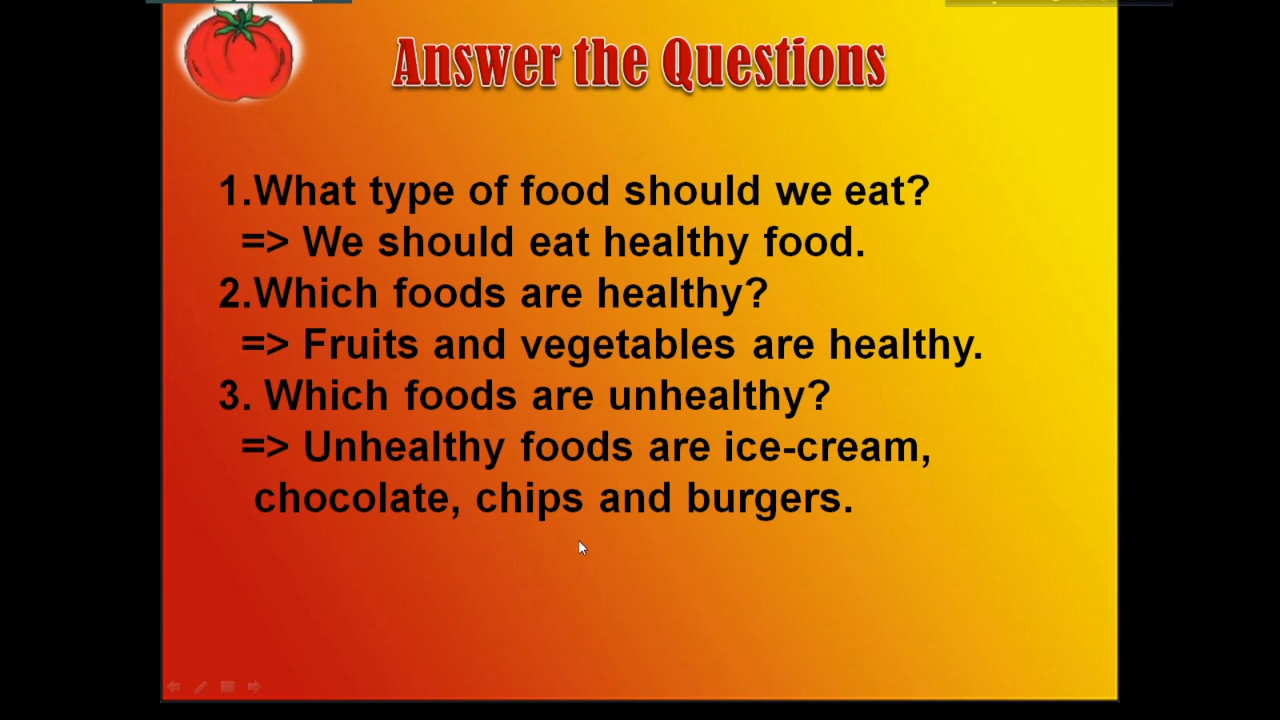 Answer the Questions
1.What type of food should we eat?
=> We should eat healthy food.
2.Which foods are healthy?
=> Fruits and vegetables are healthy.
3. Which foods are unhealthy?
=> Unhealthy foods are ice-cream,
chocolate, chips and burgers.